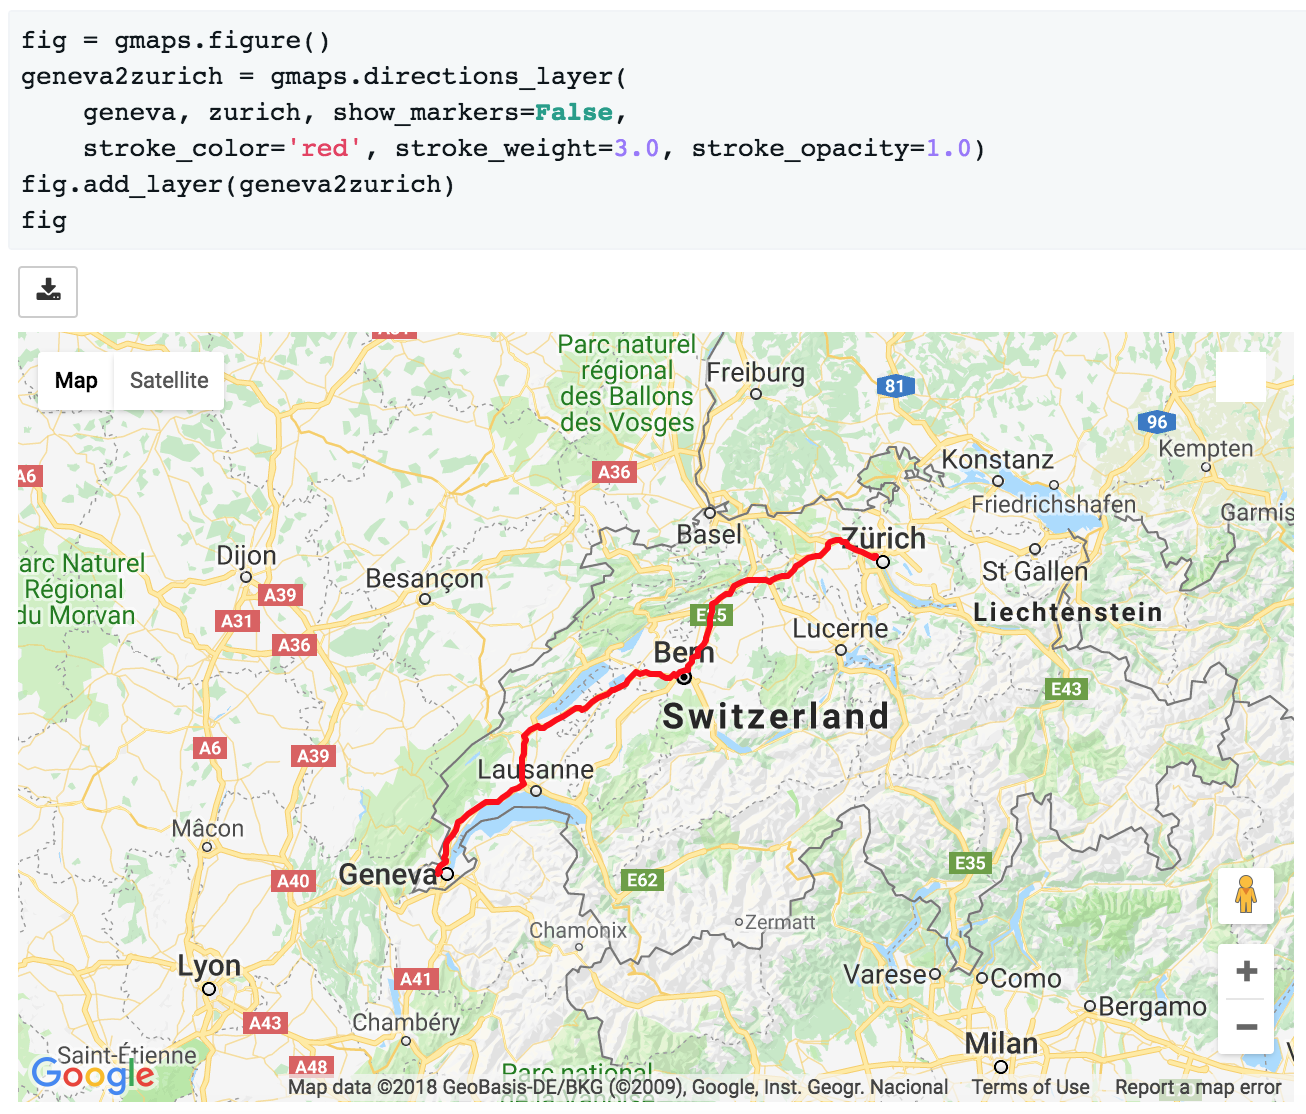 fig = gmaps.figure()
geneva2zurich = gmaps.directions_layer(
    geneva, zurich, show_markers=False,
    stroke_color='red', stroke_weight=3.0, stroke_opacity=1.0)
fig.add_layer(geneva2zurich)
fig
Map Satellite
Parc naturel
régional
des Ballons
des Vosges
Freiburg
81
96
Kempten
A6
A36
Konstanz
Friedrichshafen
Garmis
Basel
Zürich
Dijon
arc Naturel
Régional
du Morvan
Besançon
St Gallen
A39
A31
E25
Liechtenstein
A36
Lucerne
Bern
E43
Switzerland
A6
A39
Lausanne
Mâcon
Geneva
A40
E62
E35
Chamonix
Zermatt
Lyon
A41
Varese
Como
Bergamo
A43
Chambéry
Milan
Saint-Étienne
A48
Parc national
de la Vanoise
Google
Map data ©2018 GeoBasis-DE/BKG (©2009), Google, Inst. Geogr. Nacional Terms of Use Report a map error